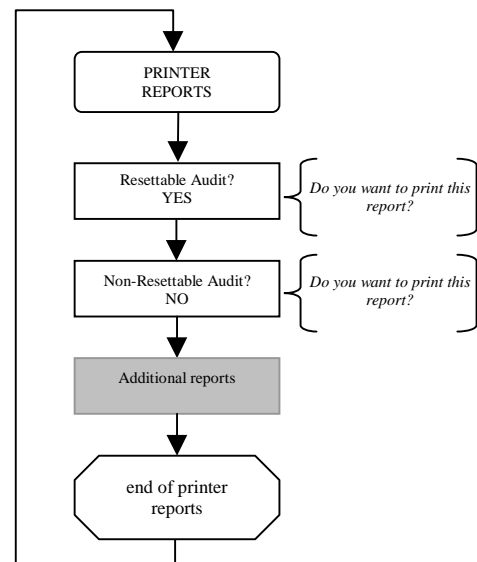 PRINTER
REPORTS
Resettable Audit?
YES
Do you want to print this
report?
Non-Resettable Audit?
NO
Do you want to print this
report?
Additional reports
end of printer
reports